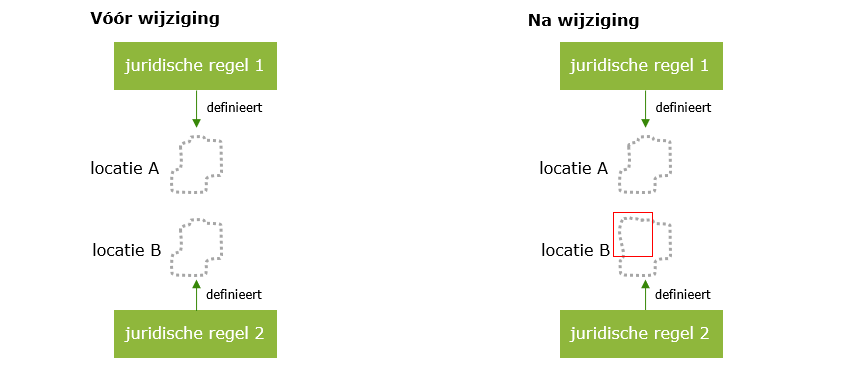 Vóór wijziging
juridische regel 1
definieert
locatie A
locatie B
definieert
juridische regel 2
Na wijziging
juridische regel 1
definieert
locatie A
locatie B
definieert
juridische regel 2